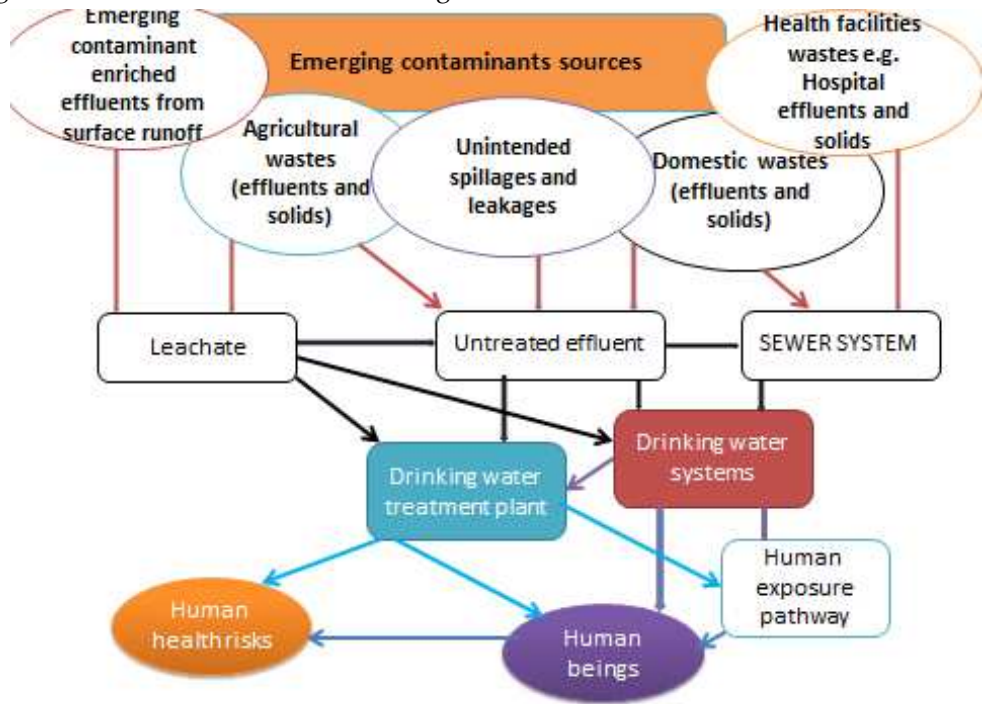 Emerging
contaminant
enriched
effluents from
surface runoff
Emerging contaminants sources
Health facilities
wastes e.g.
Hospital
effluents and
solids
Agricultural
wastes
(effluents and
solids)
Unintended
spillages and
leakages
Domestic wastes
(effluents and
solids)
Leachate
Untreated effluent
SEWER SYSTEM
Drinking water
treatment plant
Drinking water
systems
Human
exposure
pathway
Human
health risks
Human
beings